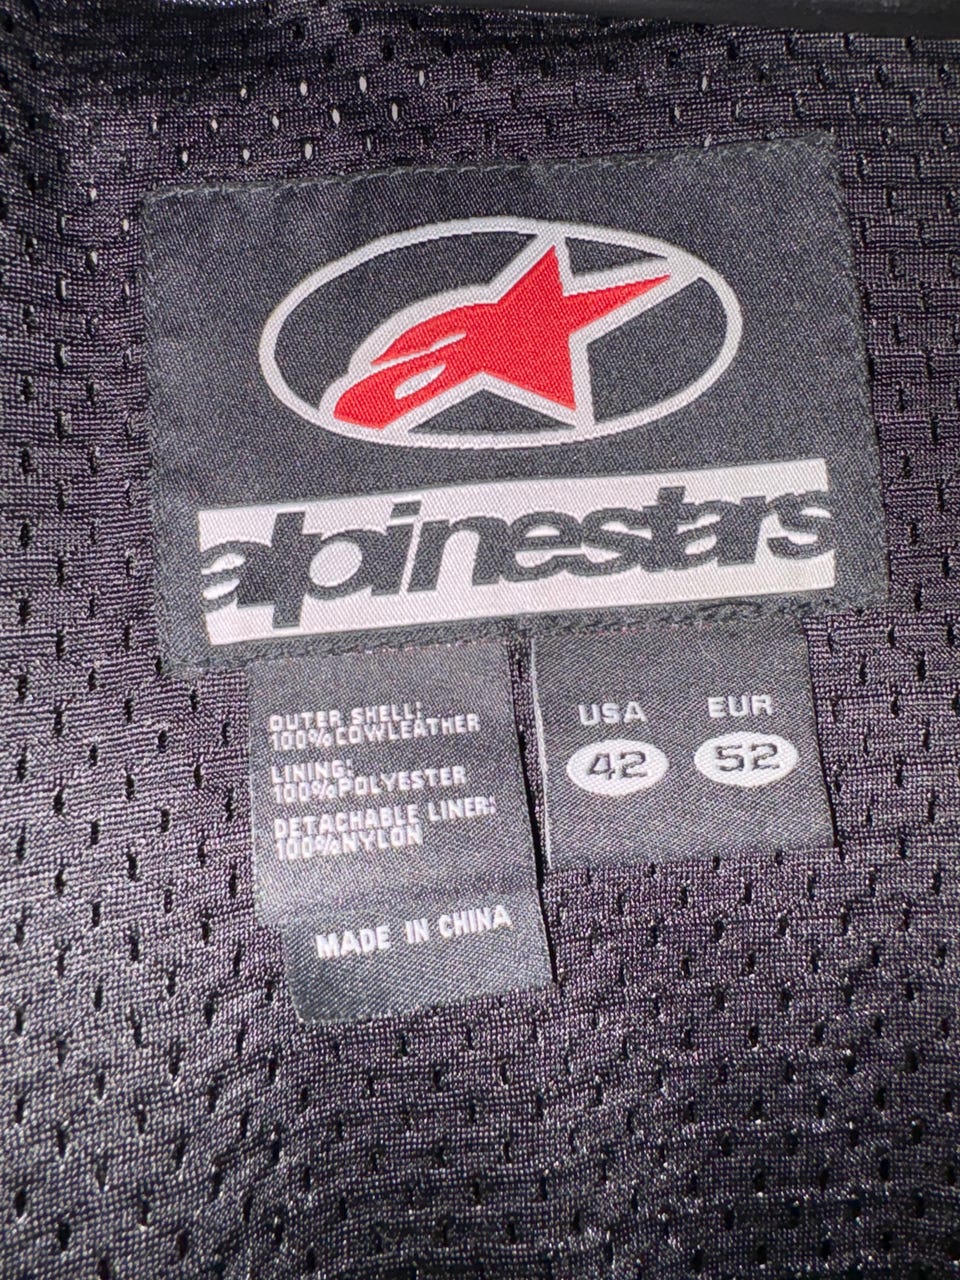 alpinestars
OUTER SHELL:
100%COWLEATHER
LINING:
100%POLYESTER
DETACHABLE LINER:
100%NYLON
MADE IN CHINA
USA EUR
42 52